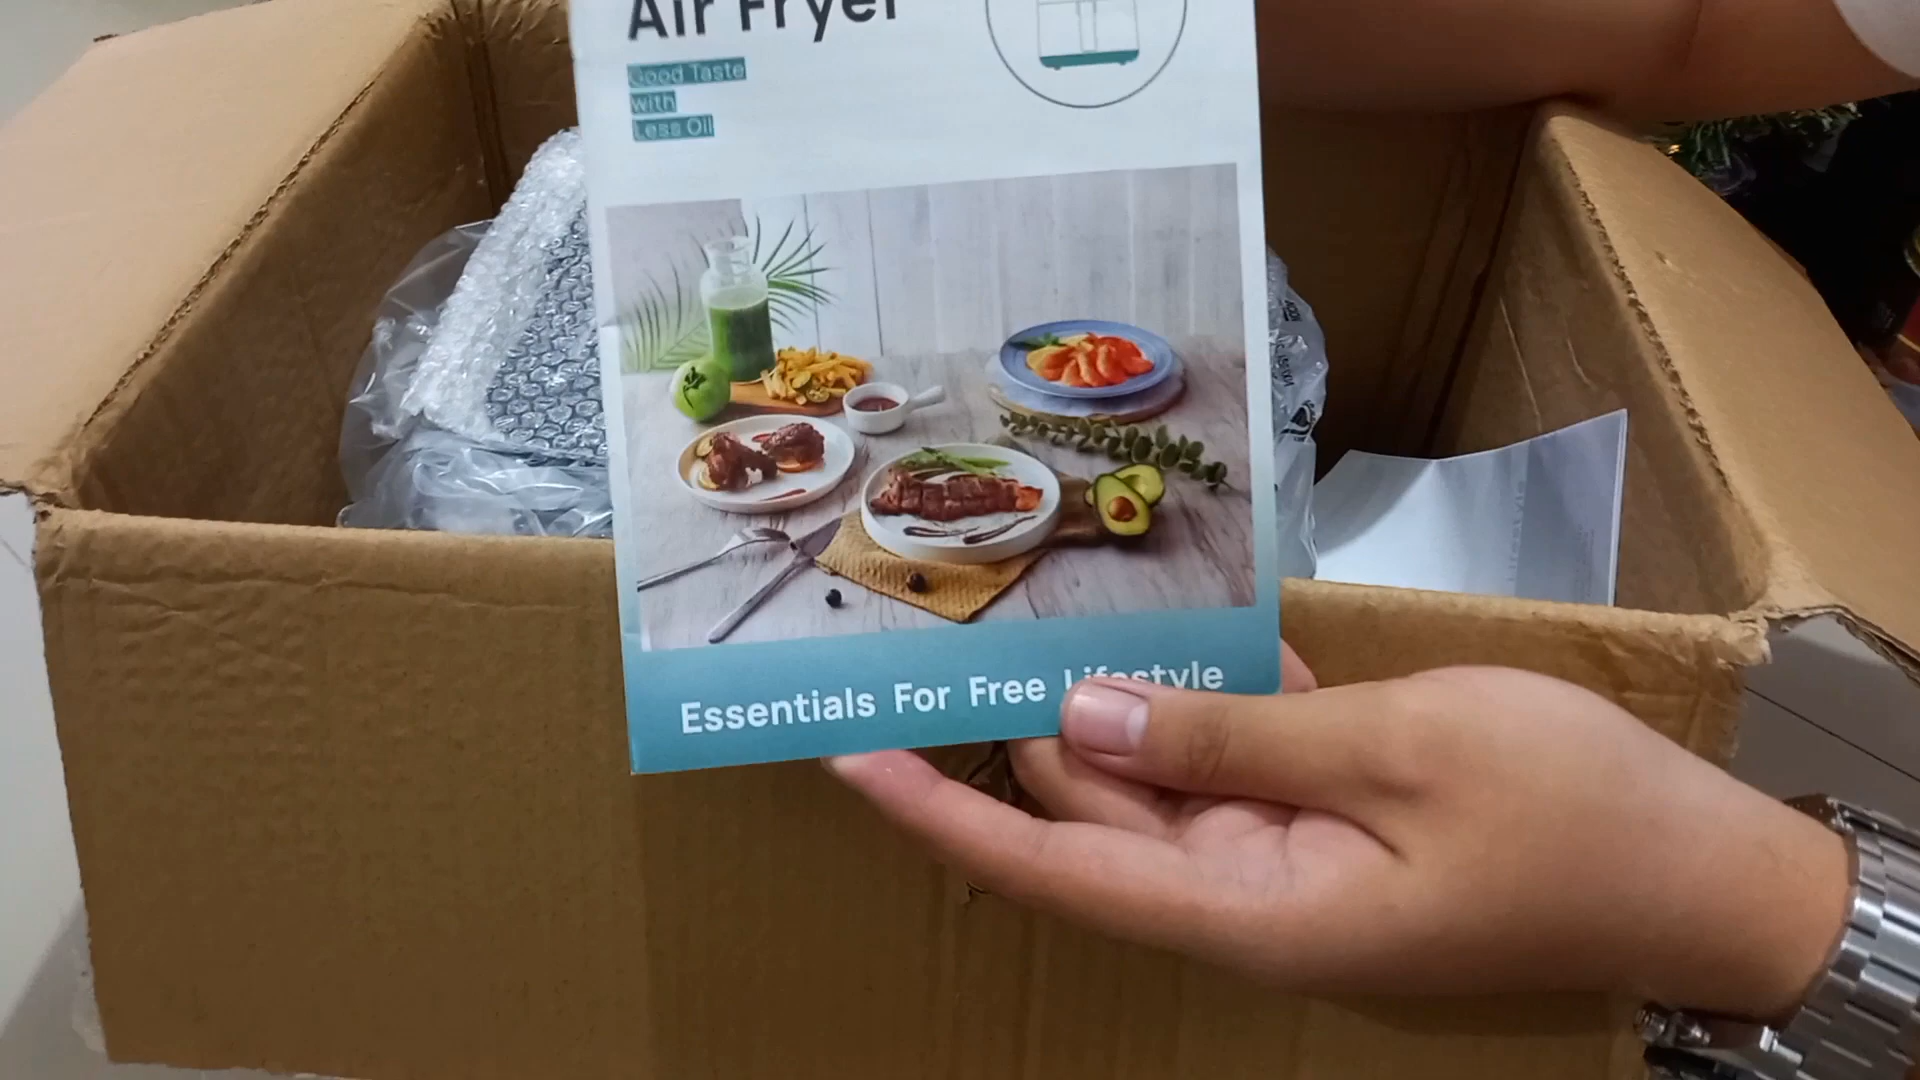 Air Fryer
Good Taste
with
Less Oil
Essentials For Free Lifestyle